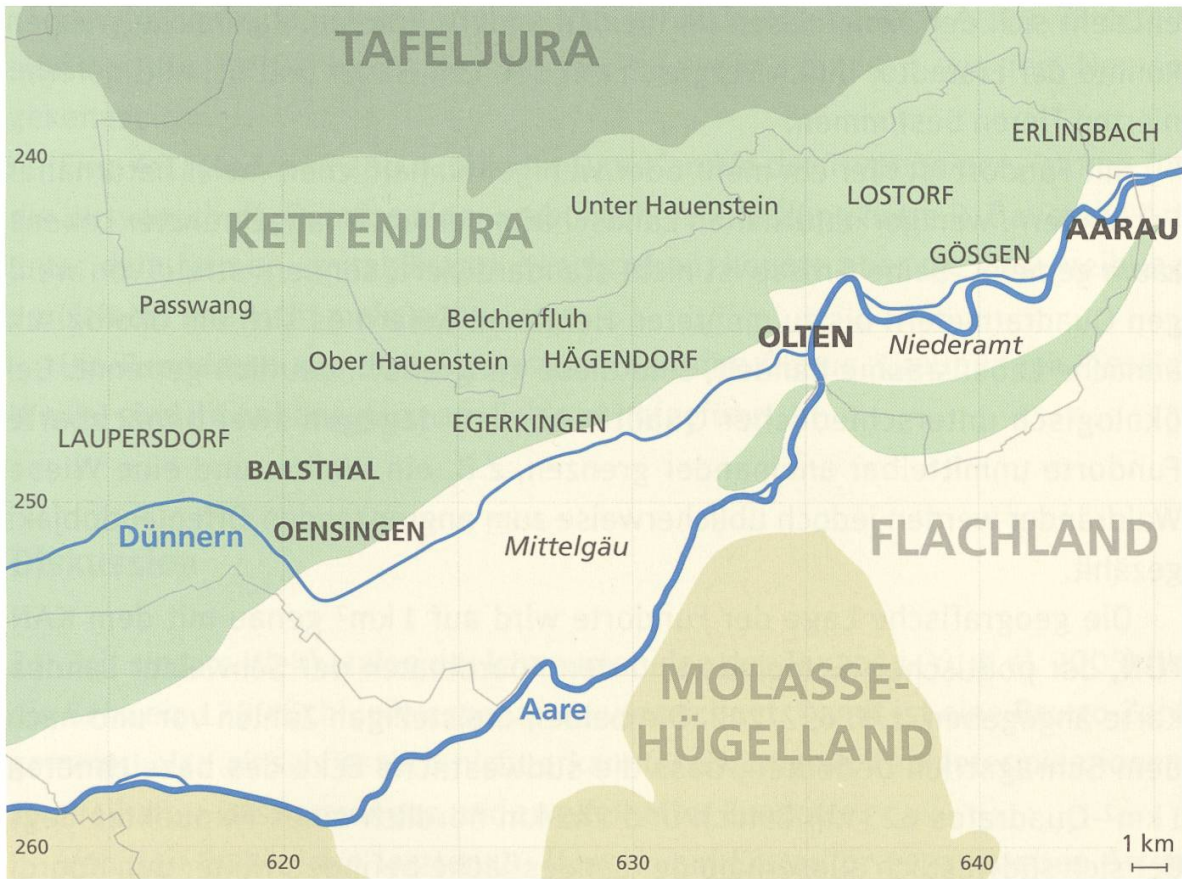 TAFELJURA
ERLINSBACH
240
Unter Hauenstein
LOSTORF
KETTENJURA
AARAU
GÖSGEN
Passwang
Belchenfluh
OLTEN
Niederamt
Ober Hauenstein
HÄGENDORF
EGERKINGEN
LAUPERSDORF
BALSTHAL
250
OENSINGEN
Dünnern
Mittelgäu
FLACHLAND
MOLASSE-
HÜGELLAND
Aare
260
620
630
640
1 km